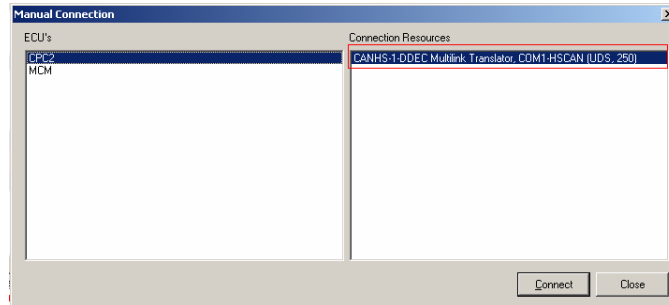 Manual Connection
ECU's
Connection Resources
CPC2
CANHS-1-DDEC Multilink Translator, COM1-HSCAN (UDS, 250)
MCM
Connect
Close